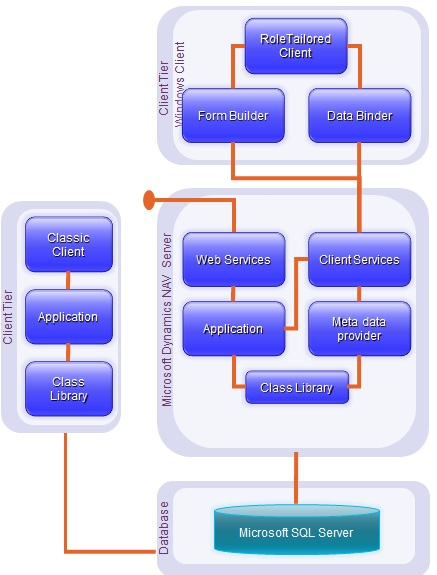 Client Tier
Windows Client
RoleTailored
Client
Form Builder
Data Binder
Client Tier
Classic
Client
Application
Class
Library
Microsoft Dynamics NAV Server
Web Services
Client Services
Application
Meta data
provider
Class Library
Database
Microsoft SQL Server